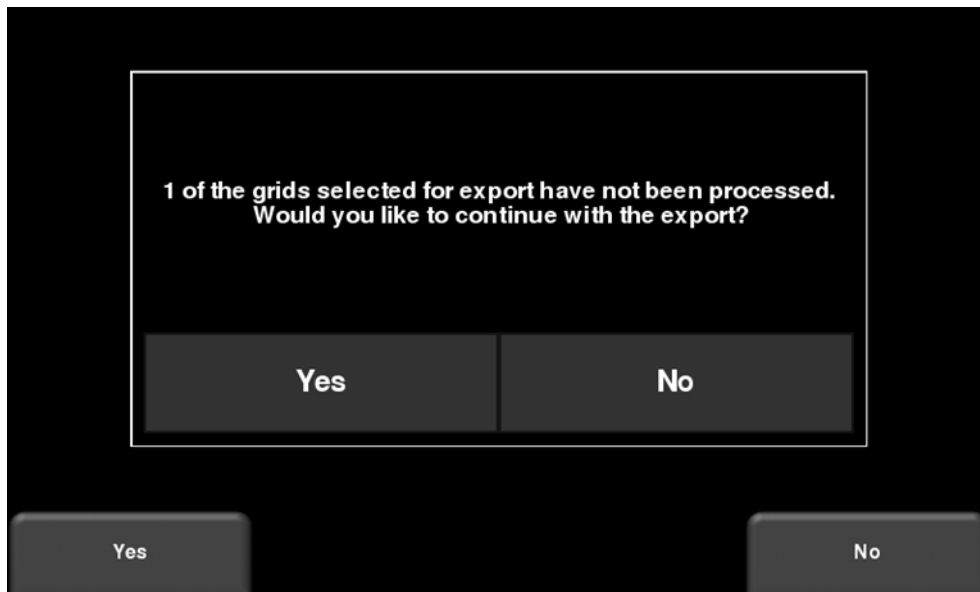 1 of the grids selected for export have not been processed.
Would you like to continue with the export?
Yes
No
Yes
No